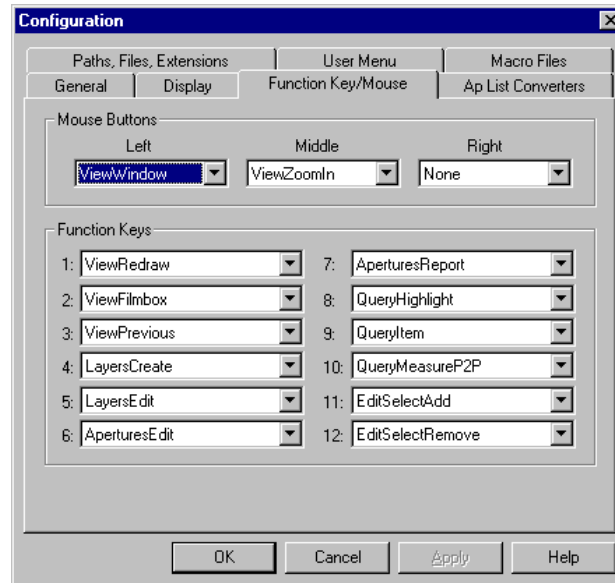 Configuration
Paths, Files, Extensions User Menu Macro Files
General Display Function Key/Mouse Ap List Converters
Mouse Buttons
Left Middle Right
ViewWindow ViewZoomIn None
Function Keys
1: ViewRedraw 7: AperturesReport
2: ViewFilmbox 8: QueryHighlight
3: ViewPrevious 9: QueryItem
4: LayersCreate 10: QueryMeasureP2P
5: LayersEdit 11: EditSelectAdd
6: AperturesEdit 12: EditSelectRemove
OK Cancel Apply Help